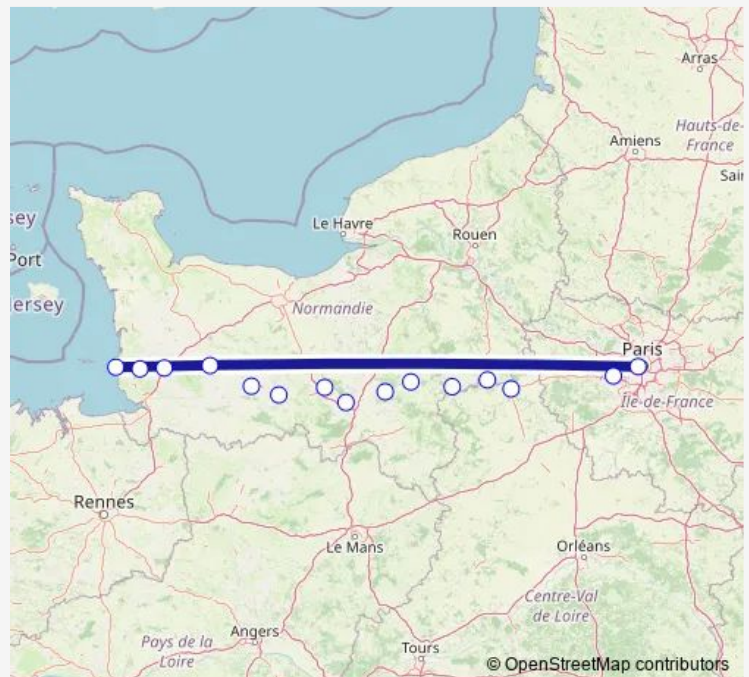 Arras
Hauts-de-
France
Amiens
Sai
sey
Le Havre
Rouen
Port
ersey
Normandie
Paris
Île-de-France
Rennes
Le Mans
Orléans
Centre-Val
de Loire
Angers
Pays de la
Loire
Tours
© OpenStreetMap contributors